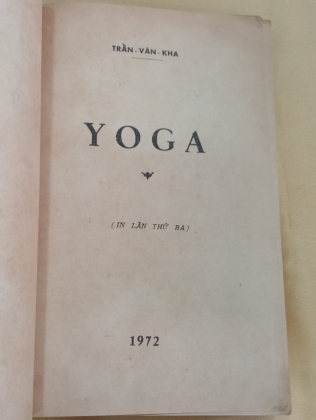 TRẦN-VĂN-KHA
YOGA
(IN LẦN THỨ BA)
1972